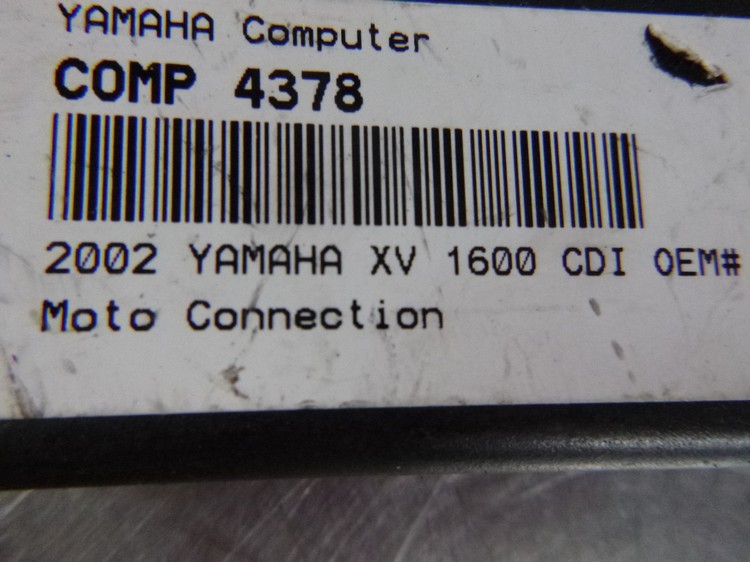 YAMAHA Computer
COMP 4378
2002 YAMAHA XV 1600 CDI OEM#
Moto Connection